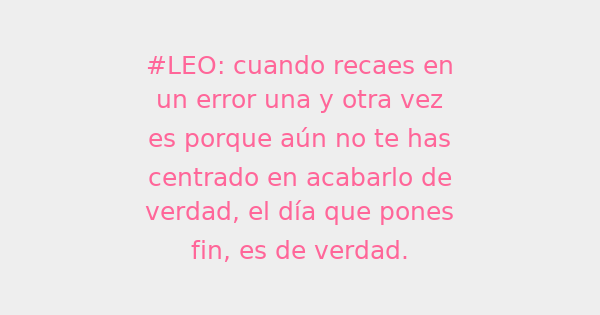 #LEO: cuando recaes en
un error una y otra vez
es porque aún no te has
centrado en acabarlo de
verdad, el día que pones
fin, es de verdad.